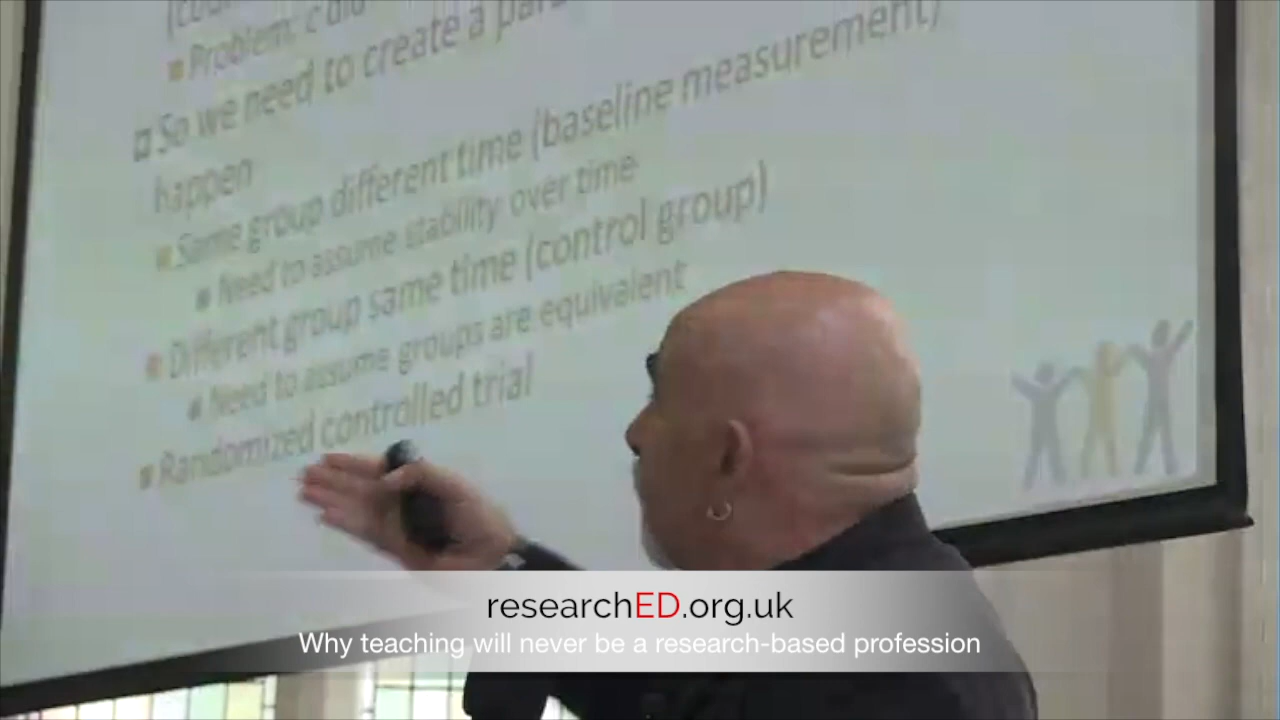 Problem: c did
So we need to create a
happen
Same group different time (baseline measurement)
Need to assume stability over time
Different group same time (control group)
Need to assume groups are equivalent
Randomized controlled trial
researchED.org.uk
Why teaching will never be a research-based profession